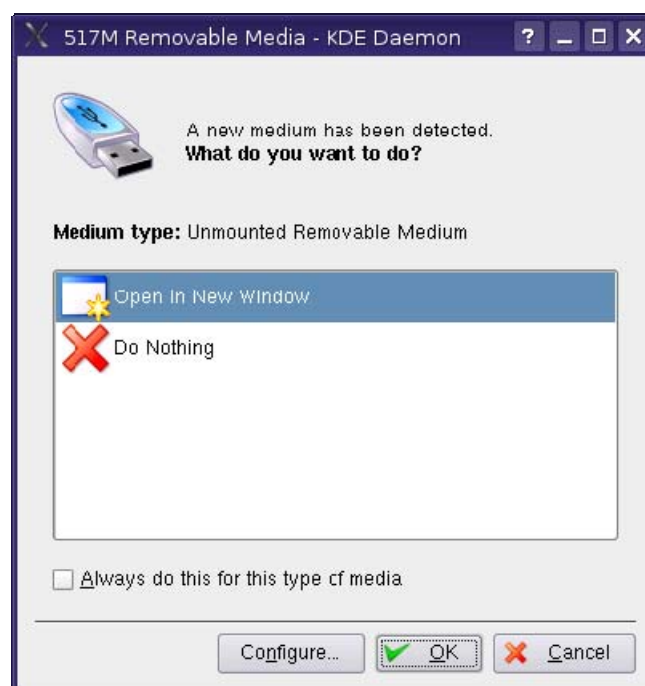 517M Removable Media - KDE Daemon
A new medium has been detected.
What do you want to do?
Medium type: Unmounted Removable Medium
Open in New Window
Do Nothing
Always do this for this type of media
Configure...
OK
Cancel